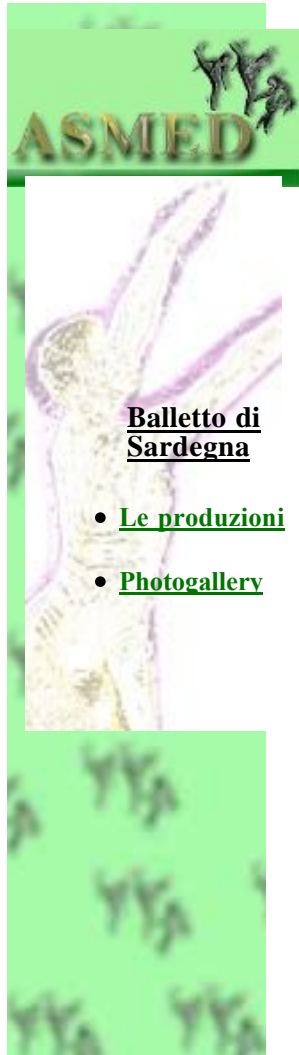 ASMED
Balletto di
Sardegna
Le produzioni
Photogallery